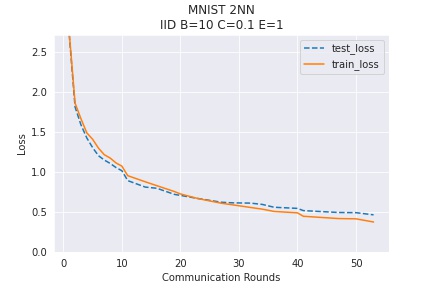 MNIST 2NN
IID B=10 C=0.1 E=1
test_loss
train_loss
2.5
2.0
1.5
1.0
0.5
0.0
Loss
0 10 20 30 40 50
Communication Rounds